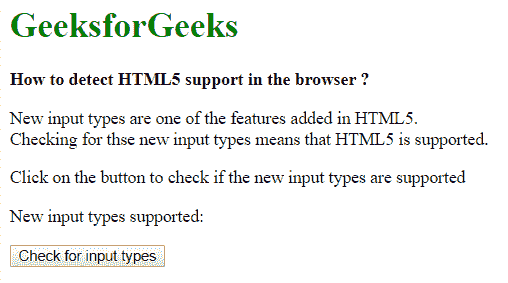 GeeksforGeeks
How to detect HTML5 support in the browser ?
New input types are one of the features added in HTML5.
Checking for thse new input types means that HTML5 is supported.
Click on the button to check if the new input types are supported
New input types supported:
Check for input types